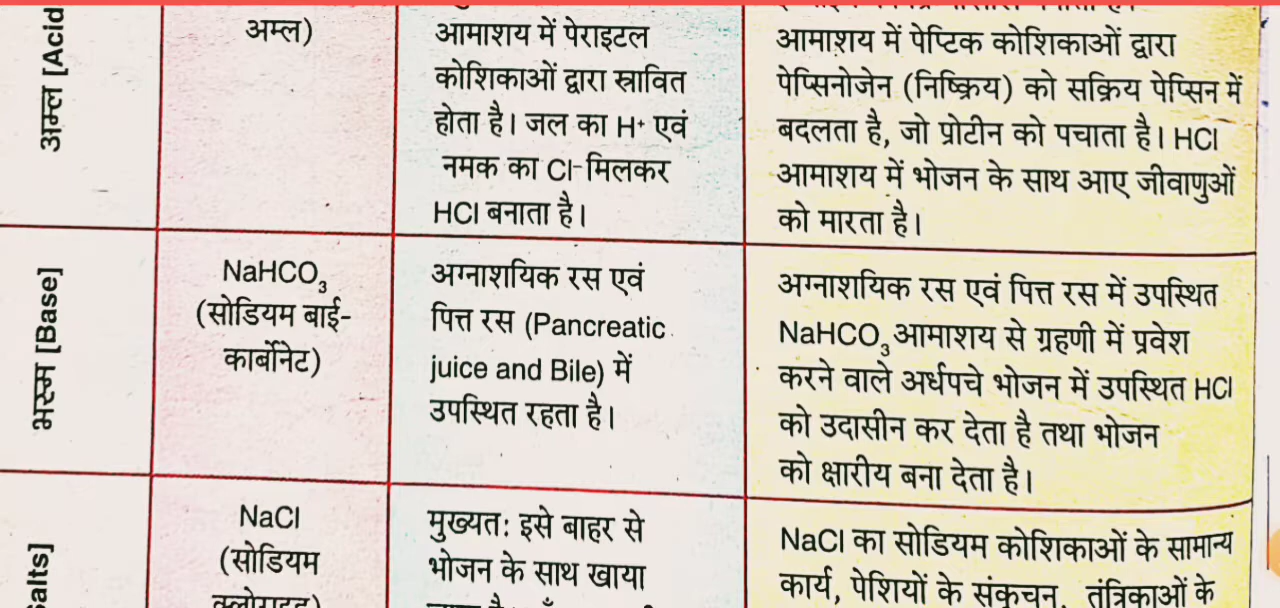 अम्ल [Acid
अम्ल)
आमाशय में पेराइटल
कोशिकाओं द्वारा स्रावित
होता है। जल का H⁺ एवं
नमक का Cl⁻ मिलकर
HCl बनाता है।
आमाशय में पेप्टिक कोशिकाओं द्वारा
पेप्सिनोजेन (निष्क्रिय) को सक्रिय पेप्सिन में
बदलता है, जो प्रोटीन को पचाता है। HCl
आमाशय में भोजन के साथ आए जीवाणुओं
को मारता है।
भस्म [Base]
NaHCO₃
(सोडियम बाई-
कार्बोनेट)
अग्नाशयिक रस एवं
पित्त रस (Pancreatic
juice and Bile) में
उपस्थित रहता है।
अग्नाशयिक रस एवं पित्त रस में उपस्थित
NaHCO₃ आमाशय से ग्रहणी में प्रवेश
करने वाले अर्धपचे भोजन में उपस्थित HCl
को उदासीन कर देता है तथा भोजन
को क्षारीय बना देता है।
alts]
NaCl
(सोडियम
क्लोराइड)
मुख्यत: इसे बाहर से
भोजन के साथ खाया
NaCl का सोडियम कोशिकाओं के सामान्य
कार्य, पेशियों के संकुचन, तंत्रिकाओं के